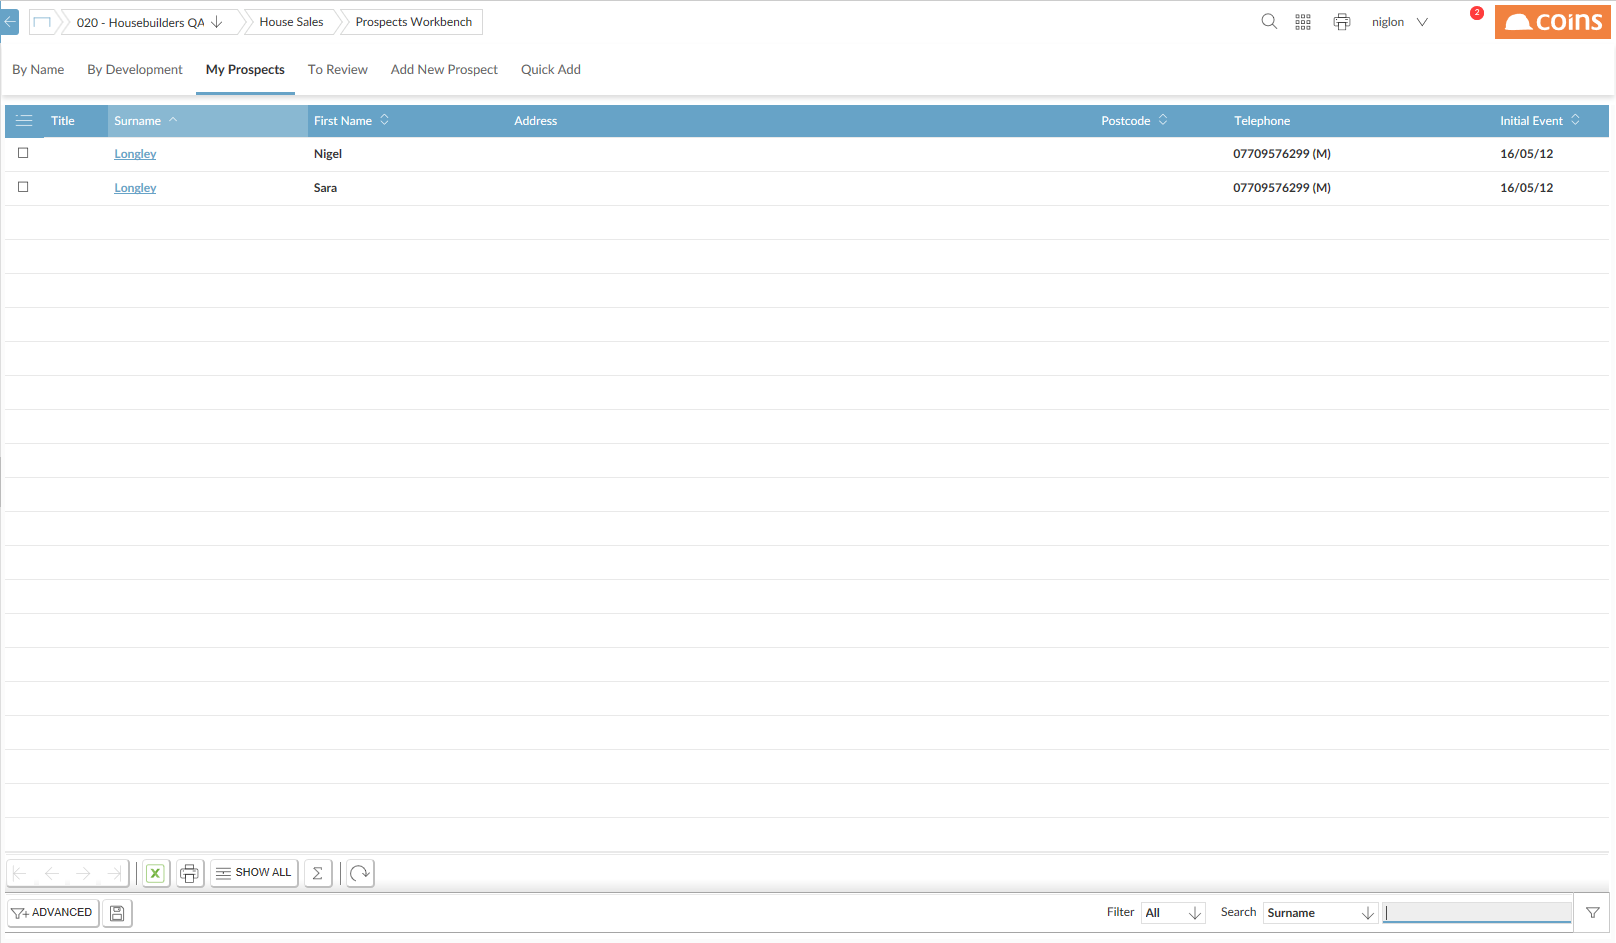 020 - Housebuilders QA House Sales Prospects Workbench niglon 2 coins
By Name By Development My Prospects To Review Add New Prospect Quick Add
Title Surname First Name Address Postcode Telephone Initial Event
Longley Nigel 07709576299 (M) 16/05/12
Longley Sara 07709576299 (M) 16/05/12
X SHOW ALL Σ
ADVANCED Filter All Search Surname